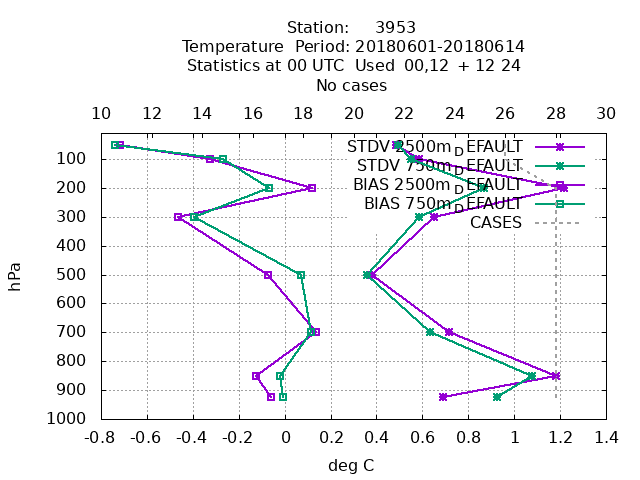 Station: 3953
Temperature Period: 20180601-20180614
Statistics at 00 UTC Used 00,12 + 12 24
No cases
10 12 14 16 18 20 22 24 26 28 30
STDV 2500m_DEFAULT
STDV 750m_DEFAULT
BIAS 2500m_DEFAULT
BIAS 750m_DEFAULT
CASES
100
200
300
400
500
600
700
800
900
1000
hPa
-0.8 -0.6 -0.4 -0.2 0 0.2 0.4 0.6 0.8 1 1.2 1.4
deg C